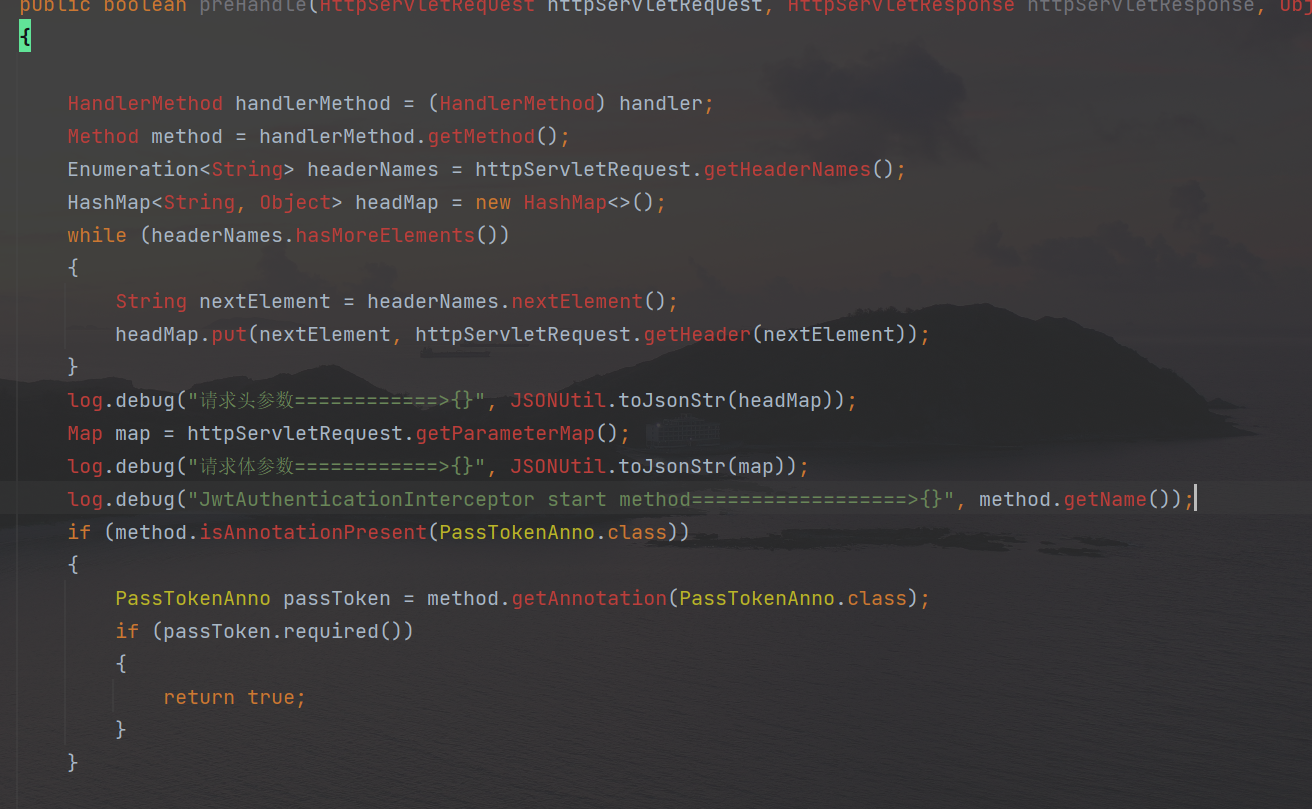 public boolean preHandle(HttpServletRequest httpServletRequest, HttpServletResponse httpServletResponse, Obj
{
HandlerMethod handlerMethod = (HandlerMethod) handler;
Method method = handlerMethod.getMethod();
Enumeration<String> headerNames = httpServletRequest.getHeaderNames();
HashMap<String, Object> headMap = new HashMap<>();
while (headerNames.hasMoreElements())
{
String nextElement = headerNames.nextElement();
headMap.put(nextElement, httpServletRequest.getHeader(nextElement));
}
log.debug("请求头参数============>{}", JSONUtil.toJsonStr(headMap));
Map map = httpServletRequest.getParameterMap();
log.debug("请求体参数============>{}", JSONUtil.toJsonStr(map));
log.debug("JwtAuthenticationInterceptor start method==================>{}", method.getName());
if (method.isAnnotationPresent(PassTokenAnno.class))
{
PassTokenAnno passToken = method.getAnnotation(PassTokenAnno.class);
if (passToken.required())
{
return true;
}
}